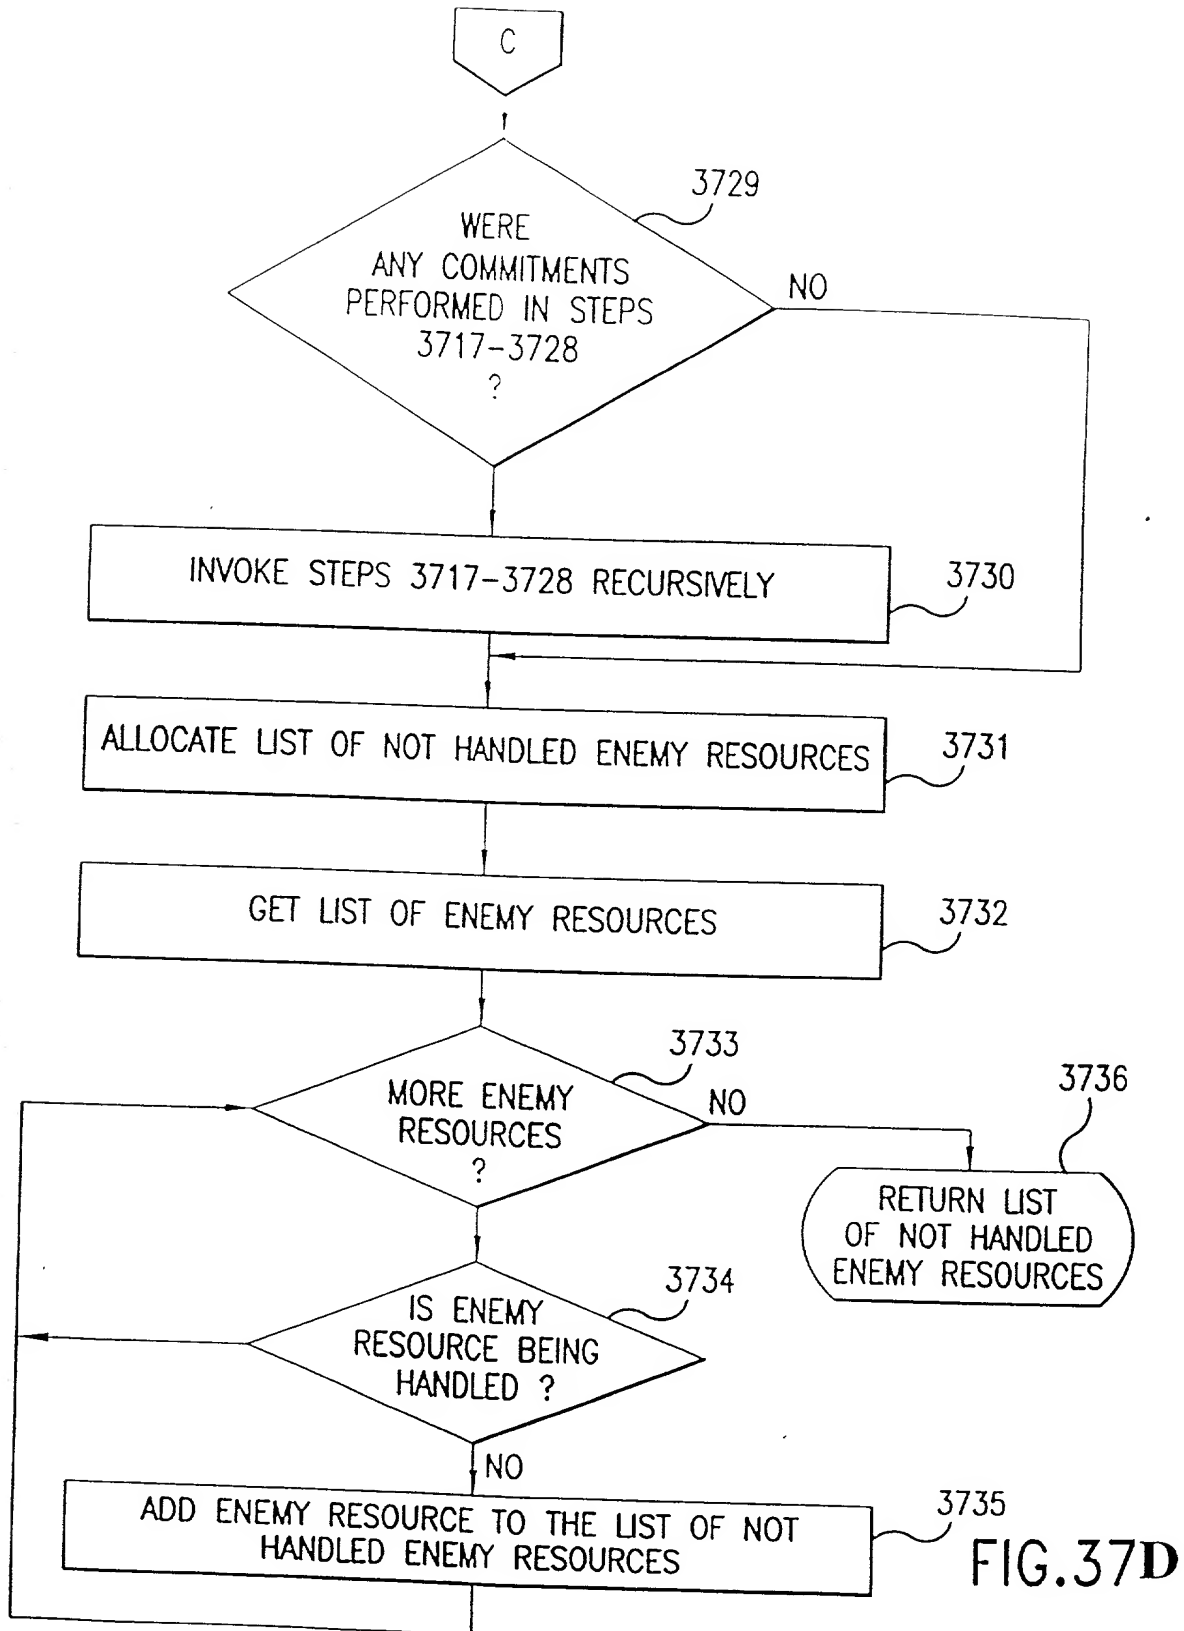 C
3729
WERE
ANY COMMITMENTS
PERFORMED IN STEPS
3717-3728
?
NO
INVOKE STEPS 3717-3728 RECURSIVELY
3730
ALLOCATE LIST OF NOT HANDLED ENEMY RESOURCES
3731
GET LIST OF ENEMY RESOURCES
3732
3733
MORE ENEMY
RESOURCES
?
NO
3736
RETURN LIST
OF NOT HANDLED
ENEMY RESOURCES
3734
IS ENEMY
RESOURCE BEING
HANDLED ?
NO
ADD ENEMY RESOURCE TO THE LIST OF NOT
HANDLED ENEMY RESOURCES
3735
FIG.37D